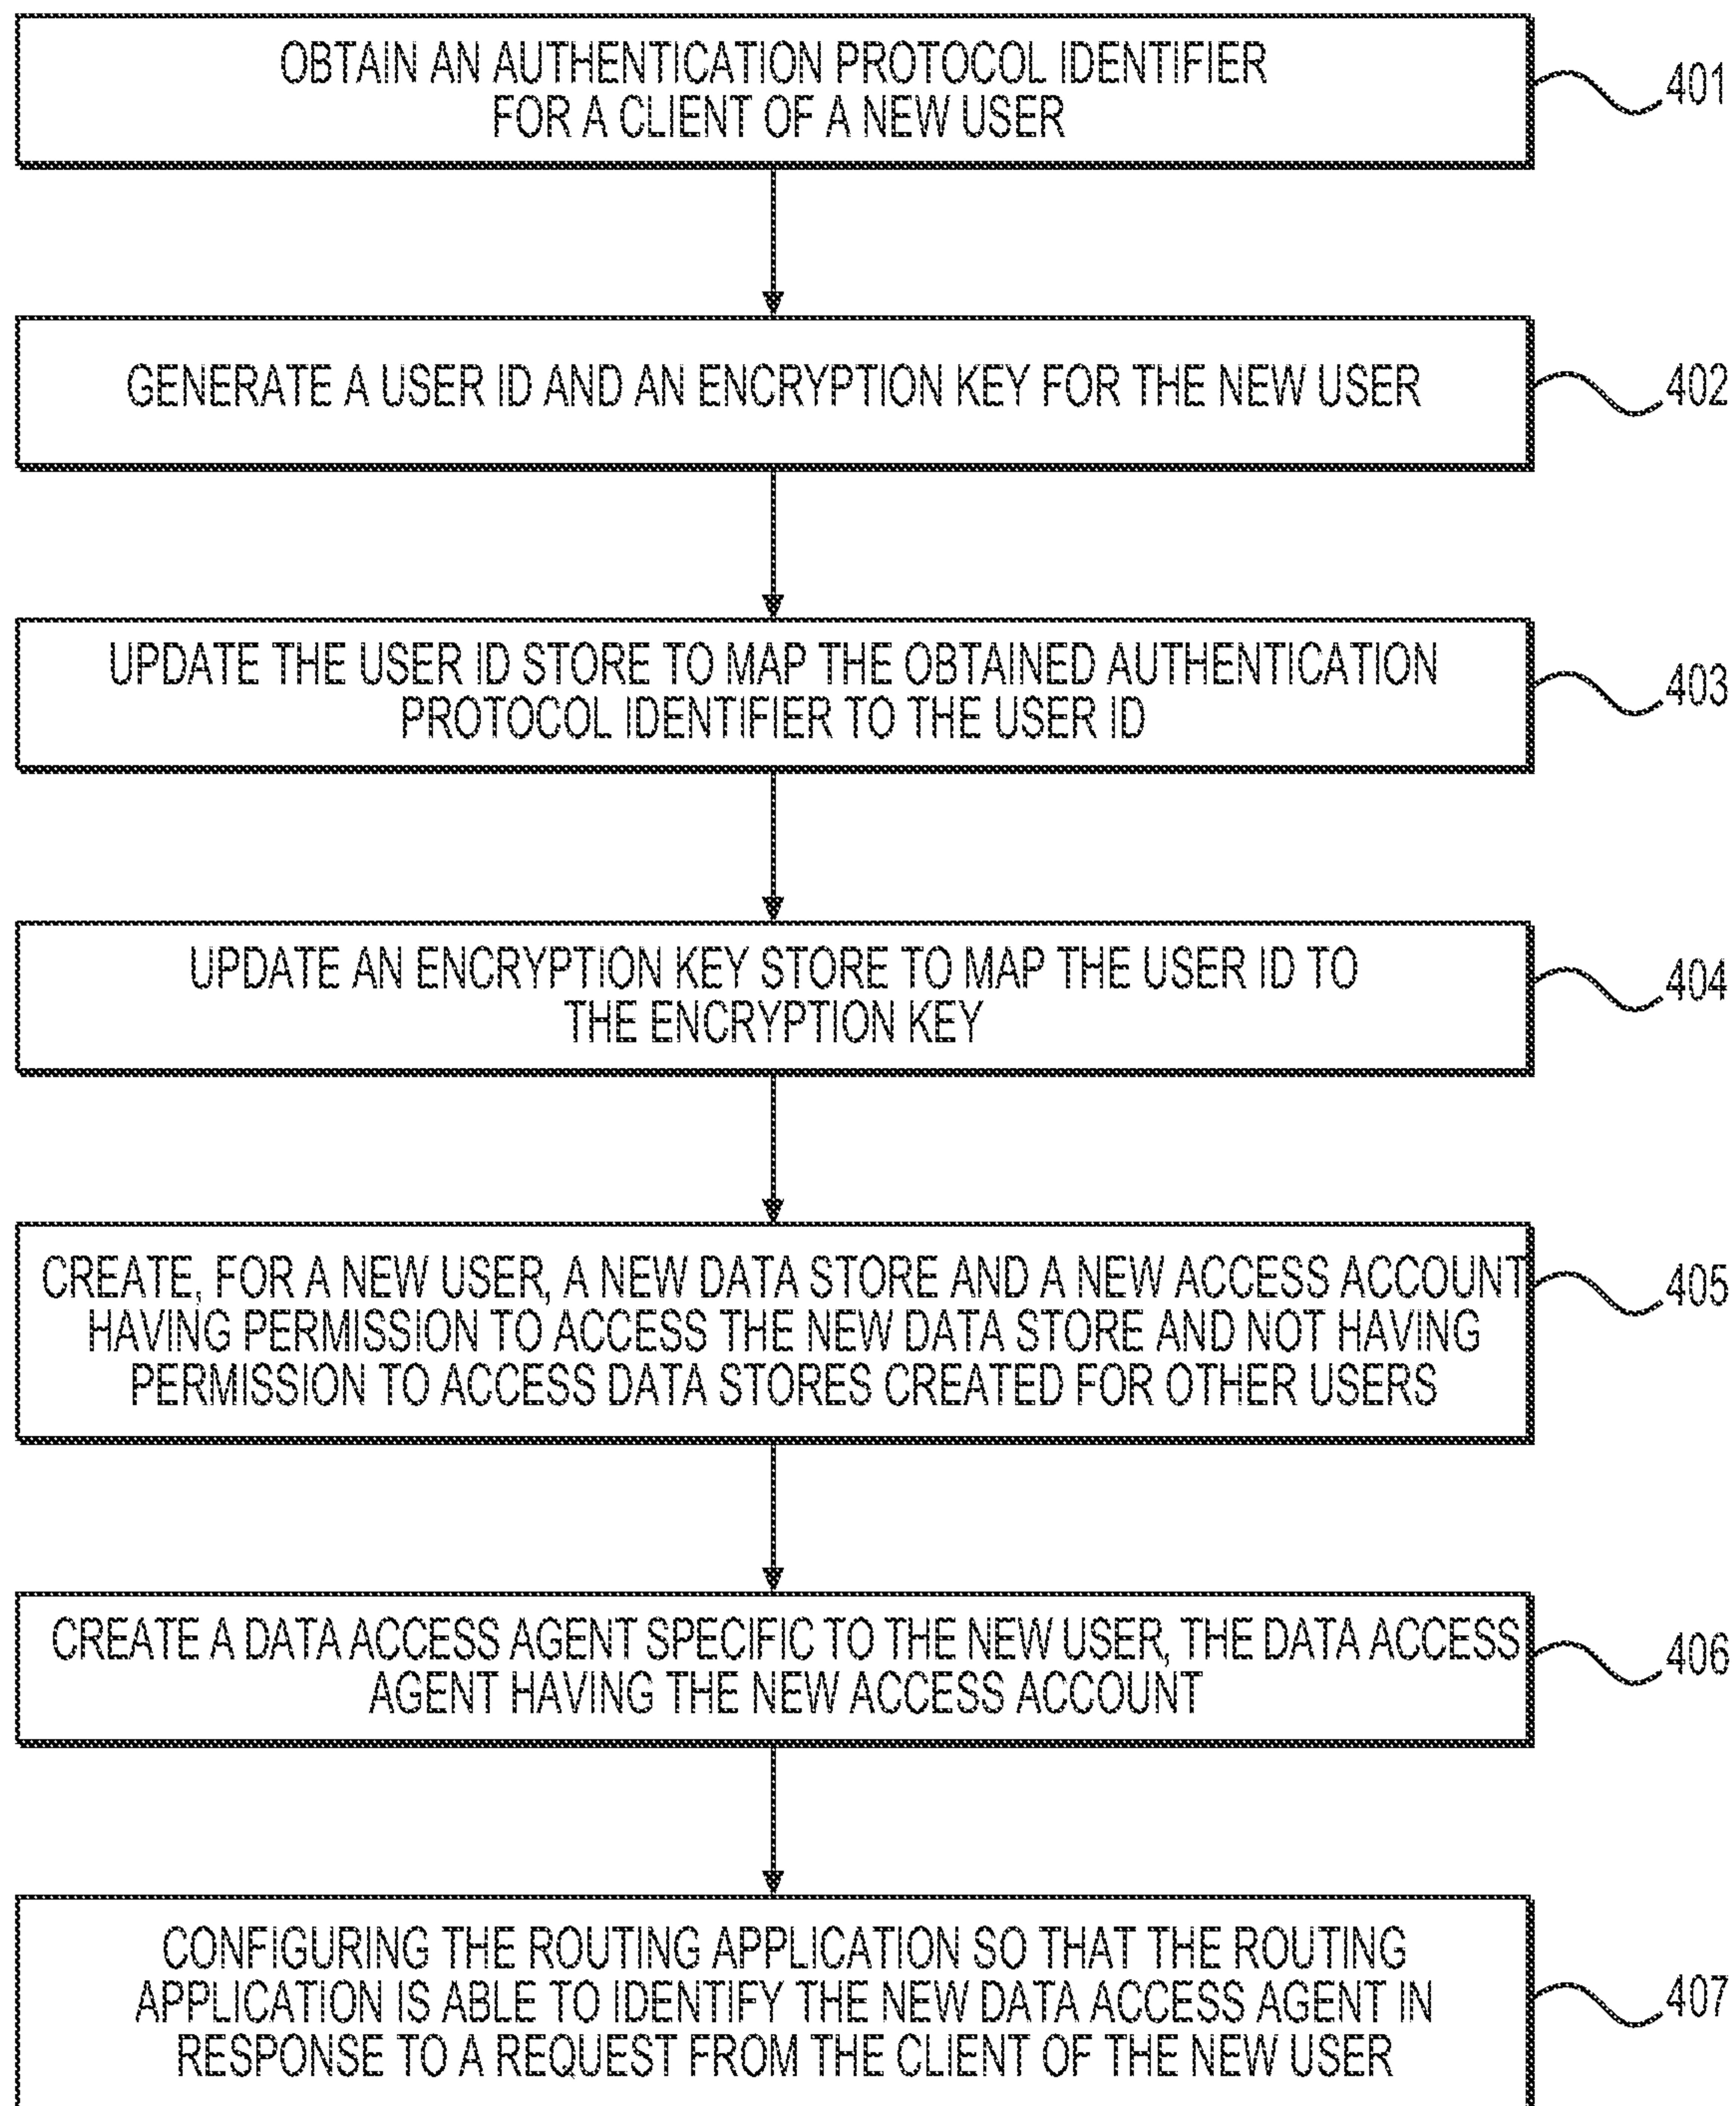 OBTAIN AN AUTHENTICATION PROTOCOL IDENTIFIER
FOR A CLIENT OF A NEW USER
401
GENERATE A USER ID AND AN ENCRYPTION KEY FOR THE NEW USER
402
UPDATE THE USER ID STORE TO MAP THE OBTAINED AUTHENTICATION
PROTOCOL IDENTIFIER TO THE USER ID
403
UPDATE AN ENCRYPTION KEY STORE TO MAP THE USER ID TO
THE ENCRYPTION KEY
404
CREATE, FOR A NEW USER, A NEW DATA STORE AND A NEW ACCESS ACCOUNT
HAVING PERMISSION TO ACCESS THE NEW DATA STORE AND NOT HAVING
PERMISSION TO ACCESS DATA STORES CREATED FOR OTHER USERS
405
CREATE A DATA ACCESS AGENT SPECIFIC TO THE NEW USER, THE DATA ACCESS
AGENT HAVING THE NEW ACCESS ACCOUNT
406
CONFIGURING THE ROUTING APPLICATION SO THAT THE ROUTING
APPLICATION IS ABLE TO IDENTIFY THE NEW DATA ACCESS AGENT IN
RESPONSE TO A REQUEST FROM THE CLIENT OF THE NEW USER
407